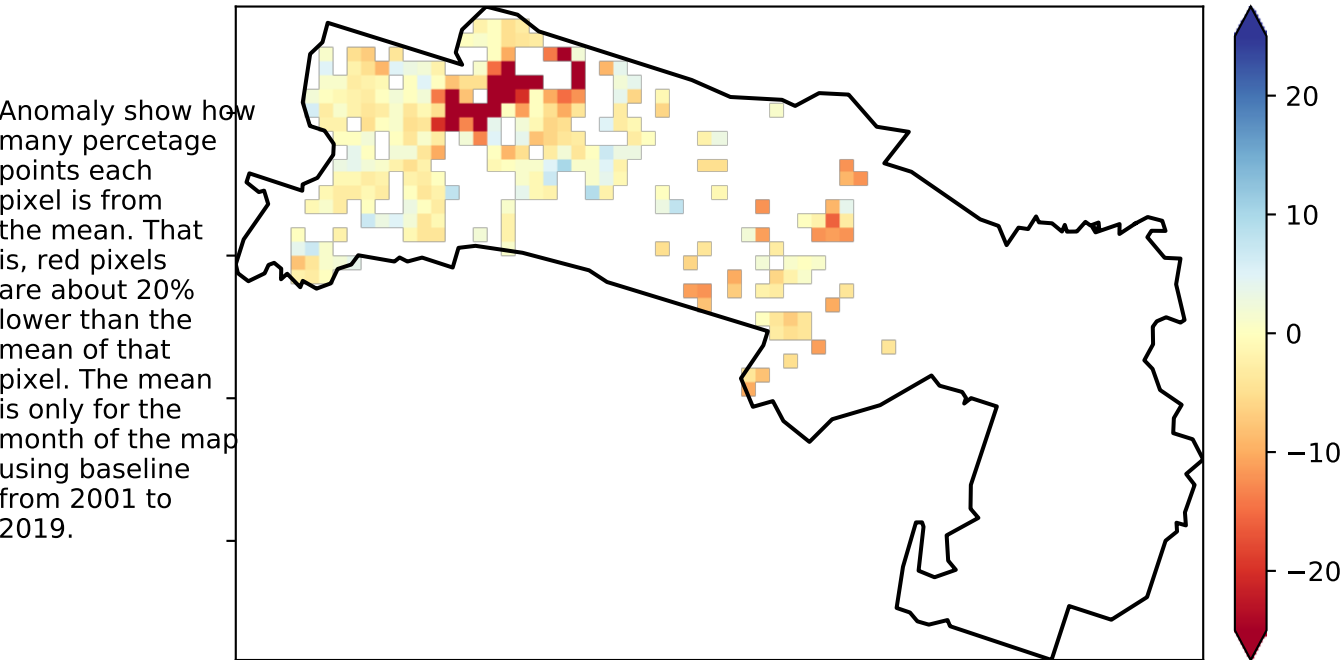 Anomaly show how
many percetage
points each
pixel is from
the mean. That
is, red pixels
are about 20%
lower than the
mean of that
pixel. The mean
is only for the
month of the map
using baseline
from 2001 to
2019.
20
10
0
−10
−20